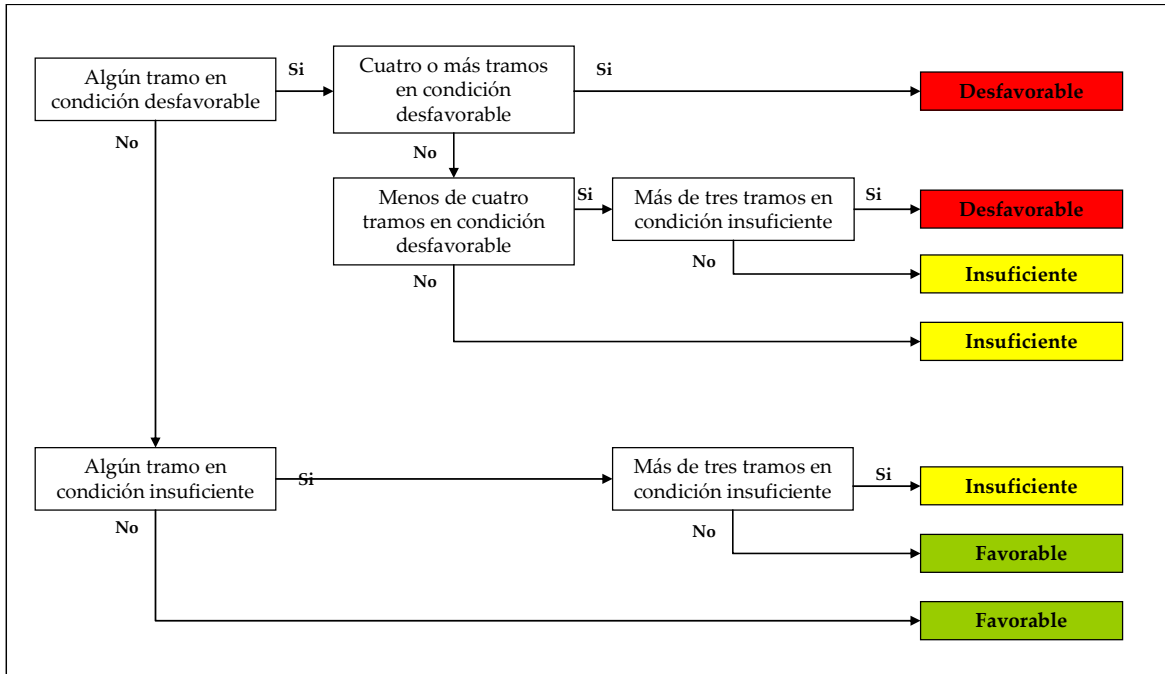 Algún tramo en
condición desfavorable
Si
Cuatro o más tramos
en condición
desfavorable
Si
Desfavorable
No
No
Menos de cuatro
tramos en condición
desfavorable
Si
Más de tres tramos en
condición insuficiente
Si
Desfavorable
No
Insuficiente
No
Insuficiente
Algún tramo en
condición insuficiente
Si
Más de tres tramos en
condición insuficiente
Si
Insuficiente
No
No
Favorable
Favorable